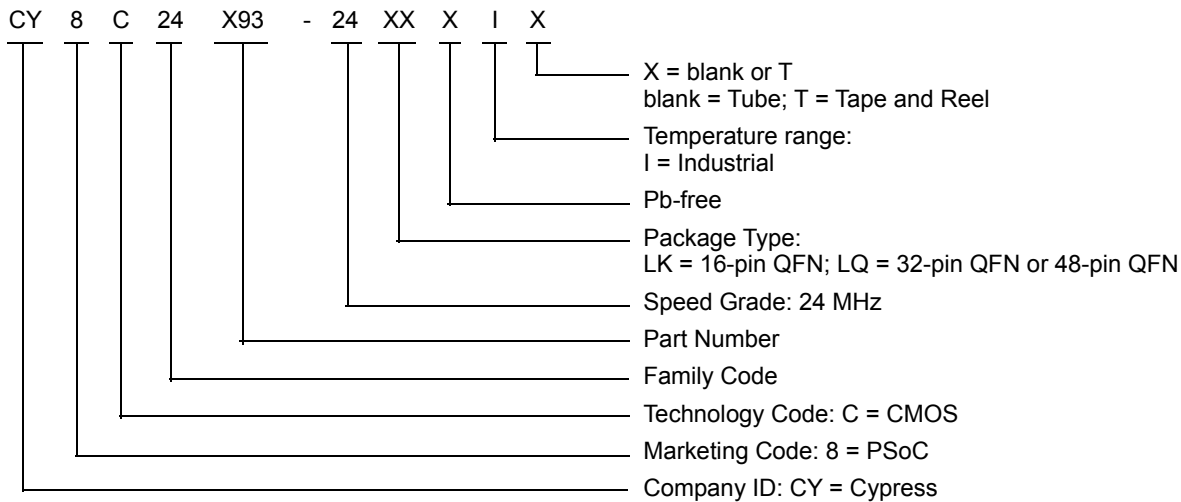 CY 8 C 24 X93 - 24 XX X I X
X = blank or T
blank = Tube; T = Tape and Reel
Temperature range:
I = Industrial
Pb-free
Package Type:
LK = 16-pin QFN; LQ = 32-pin QFN or 48-pin QFN
Speed Grade: 24 MHz
Part Number
Family Code
Technology Code: C = CMOS
Marketing Code: 8 = PSoC
Company ID: CY = Cypress